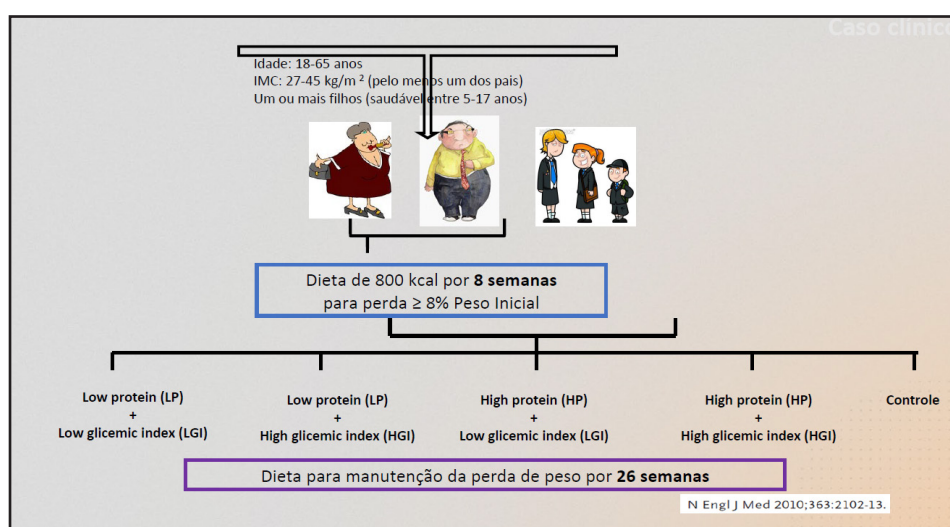 Caso clínico
Idade: 18-65 anos
IMC: 27-45 kg/m ² (pelo menos um dos pais)
Um ou mais filhos (saudável entre 5-17 anos)
Dieta de 800 kcal por 8 semanas
para perda ≥ 8% Peso Inicial
Low protein (LP)
+
Low glicemic index (LGI)
Low protein (LP)
+
High glicemic index (HGI)
High protein (HP)
+
Low glicemic index (LGI)
High protein (HP)
+
High glicemic index (HGI)
Controle
Dieta para manutenção da perda de peso por 26 semanas
N Engl J Med 2010;363:2102-13.